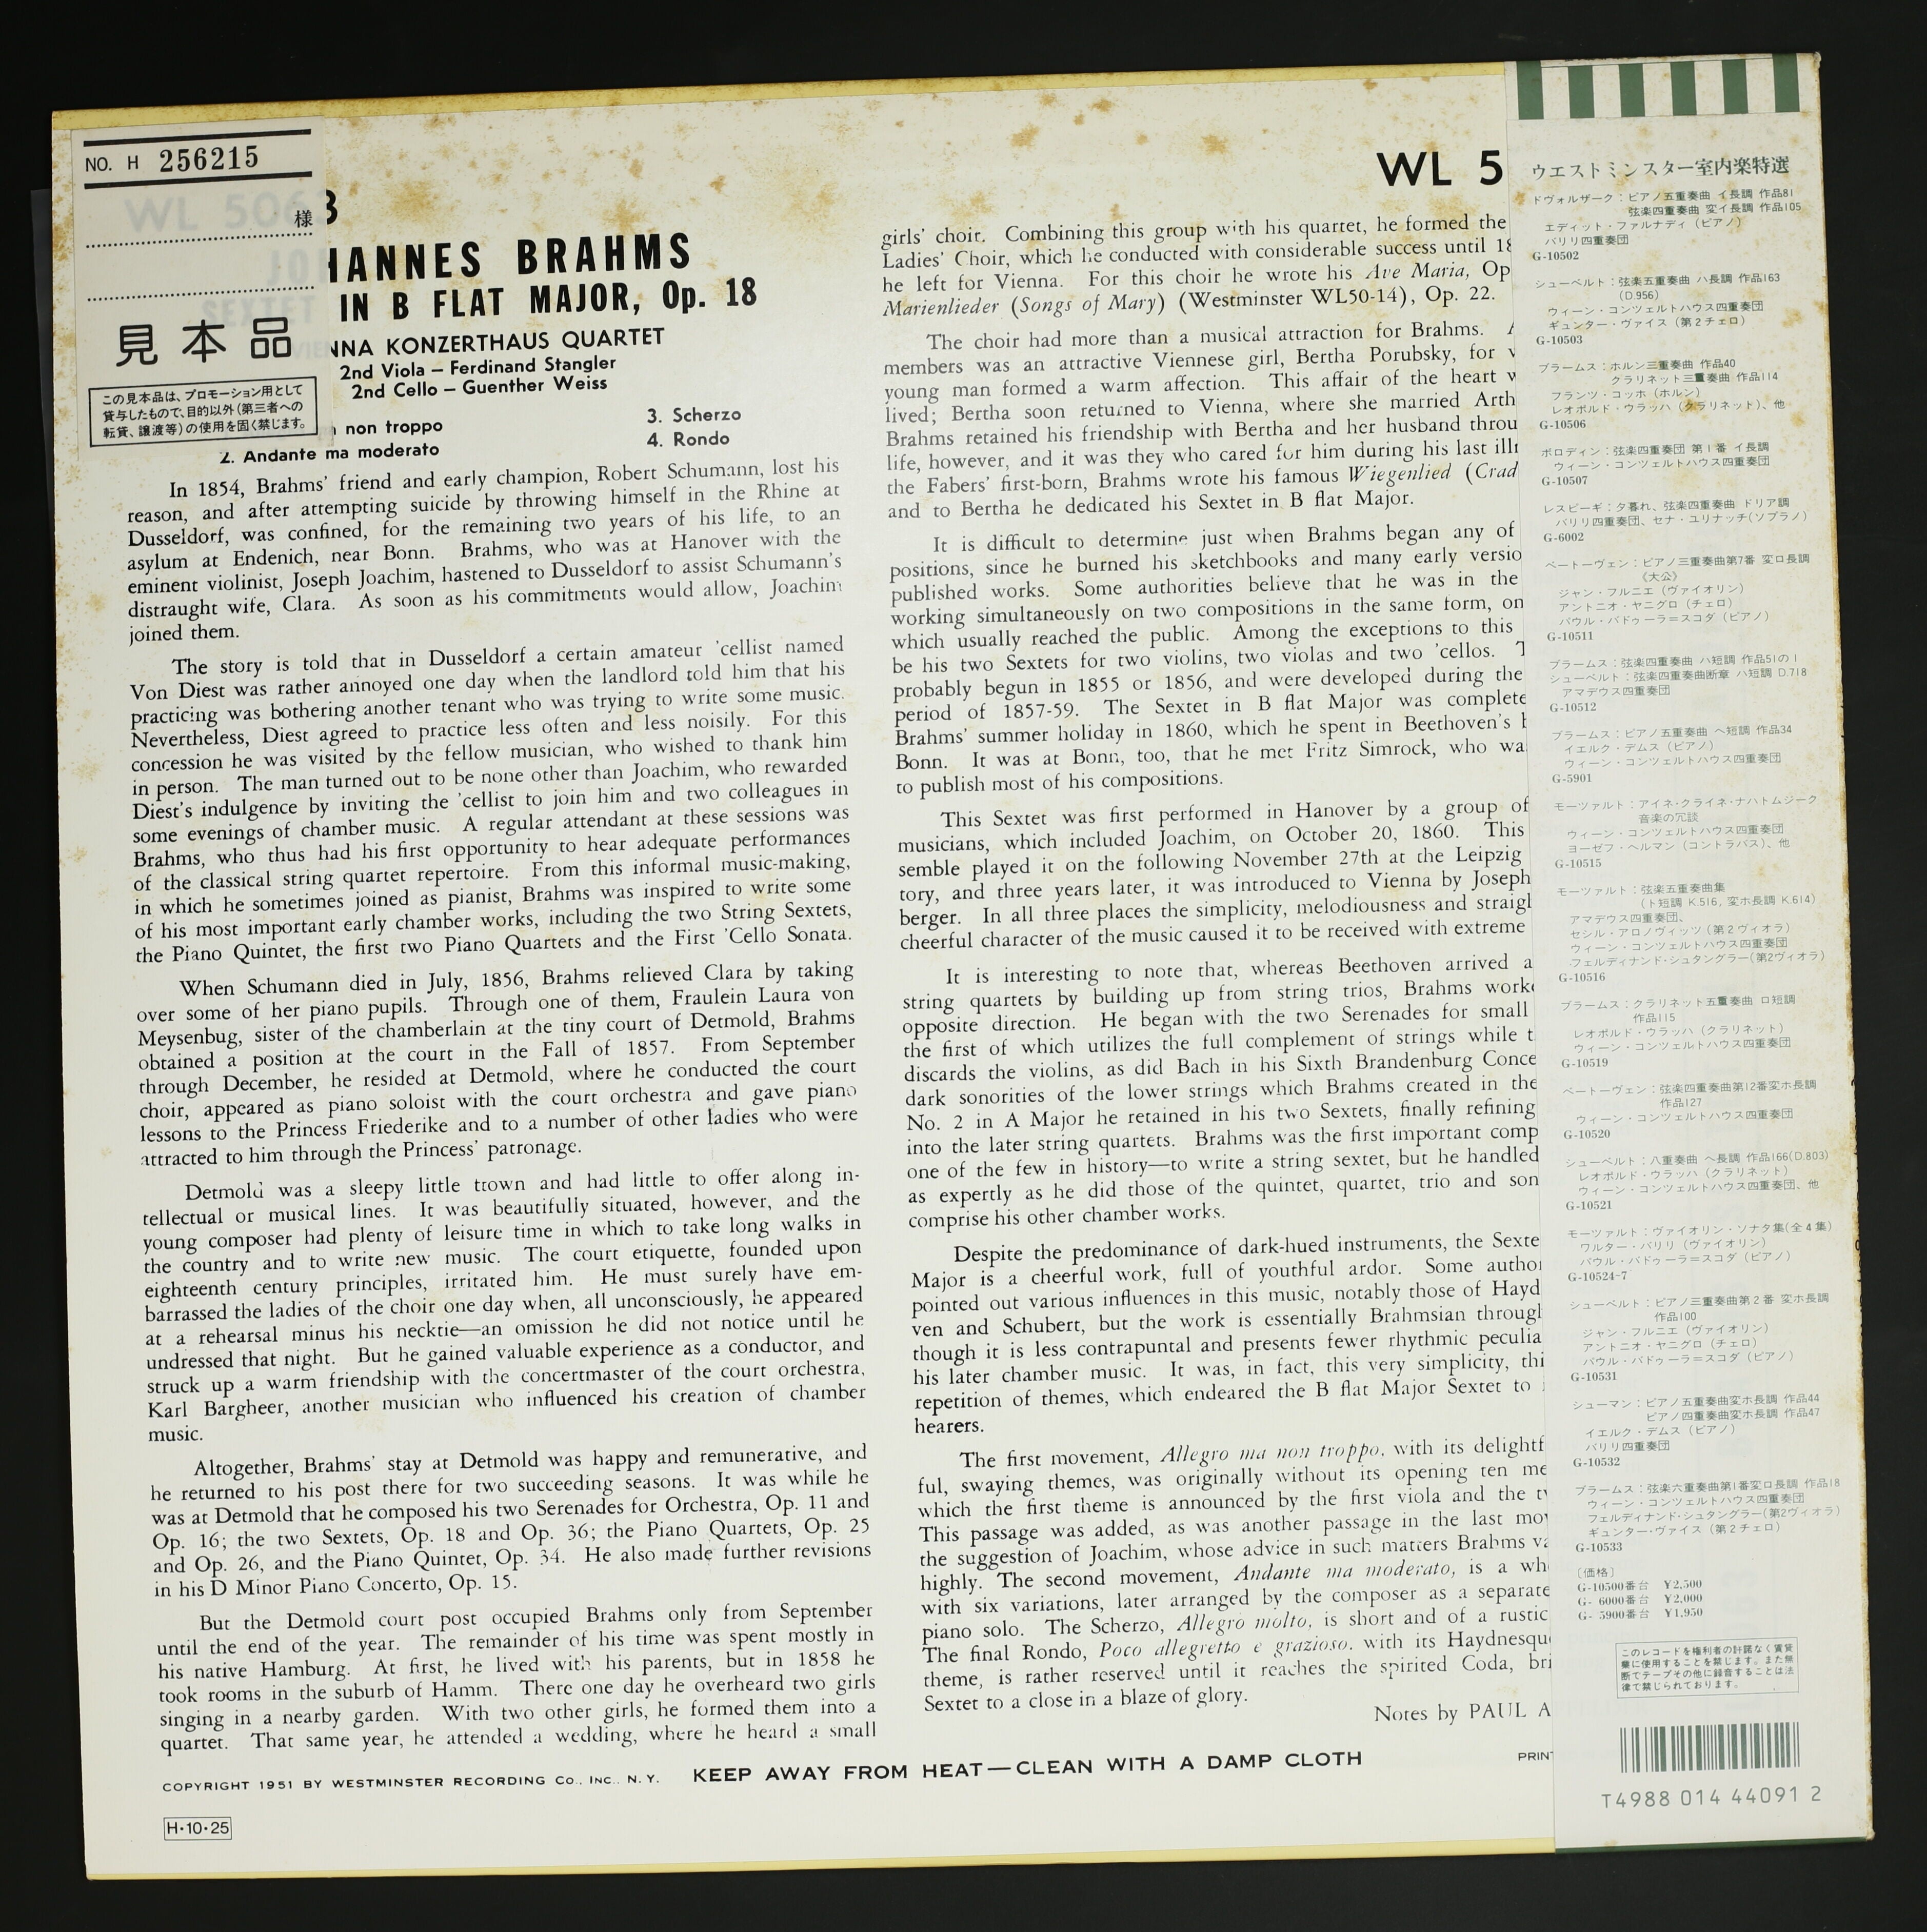 NO. H 256215
様
見本品
この見本品は、プロモーション用として
貸与したもので、目的以外(第三者への
転貸、譲渡等)の使用を固く禁じます。
WL 5063
WL 5
HANNES BRAHMS
IN B FLAT MAJOR, Op. 18
NNA KONZERTHAUS QUARTET
2nd Viola – Ferdinand Stangler
2nd Cello – Guenther Weiss
non troppo
2. Andante ma moderato
3. Scherzo
4. Rondo
In 1854, Brahms' friend and early champion, Robert Schumann, lost his
reason, and after attempting suicide by throwing himself in the Rhine at
Dusseldorf, was confined, for the remaining two years of his life, to an
asylum at Endenich, near Bonn. Brahms, who was at Hanover with the
eminent violinist, Joseph Joachim, hastened to Dusseldorf to assist Schumann's
distraught wife, Clara. As soon as his commitments would allow, Joachim
joined them.
The story is told that in Dusseldorf a certain amateur 'cellist named
Von Diest was rather annoyed one day when the landlord told him that his
practicing was bothering another tenant who was trying to write some music.
Nevertheless, Diest agreed to practice less often and less noisily. For this
concession he was visited by the fellow musician, who wished to thank him
in person. The man turned out to be none other than Joachim, who rewarded
Diest's indulgence by inviting the 'cellist to join him and two colleagues in
some evenings of chamber music. A regular attendant at these sessions was
Brahms, who thus had his first opportunity to hear adequate performances
of the classical string quartet repertoire. From this informal music-making,
in which he sometimes joined as pianist, Brahms was inspired to write some
of his most important early chamber works, including the two String Sextets,
the Piano Quintet, the first two Piano Quartets and the First 'Cello Sonata.
When Schumann died in July, 1856, Brahms relieved Clara by taking
over some of her piano pupils. Through one of them, Fraulein Laura von
Meysenbug, sister of the chamberlain at the tiny court of Detmold, Brahms
obtained a position at the court in the Fall of 1857. From September
through December, he resided at Detmold, where he conducted the court
choir, appeared as piano soloist with the court orchestra and gave piano
lessons to the Princess Friederike and to a number of other ladies who were
attracted to him through the Princess' patronage.
Detmold was a sleepy little trown and had little to offer along in-
tellectual or musical lines. It was beautifully situated, however, and the
young composer had plenty of leisure time in which to take long walks in
the country and to write new music. The court etiquette, founded upon
eighteenth century principles, irritated him. He must surely have em-
barrassed the ladies of the choir one day when, all unconsciously, he appeared
at a rehearsal minus his necktie—an omission he did not notice until he
undressed that night. But he gained valuable experience as a conductor, and
struck up a warm friendship with the concertmaster of the court orchestra,
Karl Bargheer, another musician who influenced his creation of chamber
music.
Altogether, Brahms' stay at Detmold was happy and remunerative, and
he returned to his post there for two succeeding seasons. It was while he
was at Detmold that he composed his two Serenades for Orchestra, Op. 11 and
Op. 16; the two Sextets, Op. 18 and Op. 36; the Piano Quartets, Op. 25
and Op. 26, and the Piano Quintet, Op. 34. He also made further revisions
in his D Minor Piano Concerto, Op. 15.
But the Detmold court post occupied Brahms only from September
until the end of the year. The remainder of his time was spent mostly in
his native Hamburg. At first, he lived with his parents, but in 1858 he
took rooms in the suburb of Hamm. There one day he overheard two girls
singing in a nearby garden. With two other girls, he formed them into a
quartet. That same year, he attended a wedding, where he heard a small
girls' choir. Combining this group with his quartet, he formed the
Ladies' Choir, which he conducted with considerable success until 18
he left for Vienna. For this choir he wrote his Ave Maria, Op
Marienlieder (Songs of Mary) (Westminster WL50-14), Op. 22.
The choir had more than a musical attraction for Brahms.
members was an attractive Viennese girl, Bertha Porubsky, for
young man formed a warm affection. This affair of the heart
lived; Bertha soon returned to Vienna, where she married Arth
Brahms retained his friendship with Bertha and her husband throu
life, however, and it was they who cared for him during his last ill
the Fabers' first-born, Brahms wrote his famous Wiegenlied (Crad
and to Bertha he dedicated his Sextet in B flat Major.
It is difficult to determine just when Brahms began any of
positions, since he burned his sketchbooks and many early versio
published works. Some authorities believe that he was in the
working simultaneously on two compositions in the same form, on
which usually reached the public. Among the exceptions to this
be his two Sextets for two violins, two violas and two 'cellos. T
probably begun in 1855 or 1856, and were developed during the
period of 1857-59. The Sextet in B flat Major was complete
Brahms' summer holiday in 1860, which he spent in Beethoven's
Bonn. It was at Bonn, too, that he met Fritz Simrock, who wa
to publish most of his compositions.
This Sextet was first performed in Hanover by a group of
musicians, which included Joachim, on October 20, 1860. This
semble played it on the following November 27th at the Leipzig
tory, and three years later, it was introduced to Vienna by Joseph
berger. In all three places the simplicity, melodiousness and straigl
cheerful character of the music caused it to be received with extreme
It is interesting to note that, whereas Beethoven arrived a
string quartets by building up from string trios, Brahms work
opposite direction. He began with the two Serenades for small
the first of which utilizes the full complement of strings while t
discards the violins, as did Bach in his Sixth Brandenburg Conce
dark sonorities of the lower strings which Brahms created in the
No. 2 in A Major he retained in his two Sextets, finally refining
into the later string quartets. Brahms was the first important comp
one of the few in history—to write a string sextet, but he handled
as expertly as he did those of the quintet, quartet, trio and son
comprise his other chamber works.
Despite the predominance of dark-hued instruments, the Sexte
Major is a cheerful work, full of youthful ardor. Some author
pointed out various influences in this music, notably those of Hayd
ven and Schubert, but the work is essentially Brahmsian through
though it is less contrapuntal and presents fewer rhythmic peculia
his later chamber music. It was, in fact, this very simplicity, thi
repetition of themes, which endeared the B flat Major Sextet to
hearers.
The first movement, Allegro ma non troppo, with its delightf
ful, swaying themes, was originally without its opening ten me
which the first theme is announced by the first viola and the
This passage was added, as was another passage in the last mov
the suggestion of Joachim, whose advice in such matters Brahms va
highly. The second movement, Andante ma moderato, is a wh
with six variations, later arranged by the composer as a separate
piano solo. The Scherzo, Allegro molto, is short and of a rustic
The final Rondo, Poco allegretto e grazioso, with its Haydnesqu
theme, is rather reserved until it reaches the spirited Coda, bri
Sextet to a close in a blaze of glory.
Notes by PAUL A
COPYRIGHT 1951 BY WESTMINSTER RECORDING Co., Inc., N. Y.
KEEP AWAY FROM HEAT—CLEAN WITH A DAMP CLOTH
PRINT
H·10·25
ウエストミンスター室内楽特選
ドヴォルザーク:ピアノ五重奏曲 イ長調 作品81
弦楽四重奏曲 変イ長調 作品105
エディット・ファルナディ(ピアノ)
バリリ四重奏団
G-10502
シューベルト:弦楽五重奏曲 ハ長調 作品163
(D.956)
ウィーン・コンツェルトハウス四重奏団
ギュンター・ヴァイス(第2チェロ)
G-10503
ブラームス:ホルン三重奏曲 作品40
クラリネット三重奏曲 作品114
フランツ・コッホ(ホルン)
レオポルド・ウラッハ(クラリネット)、他
G-10506
ボロディン:弦楽四重奏団 第1番 イ長調
ウィーン・コンツェルトハウス四重奏団
G-10507
レスピーギ:夕暮れ、弦楽四重奏曲 ドリア調
バリリ四重奏団、セナ・ユリナッチ(ソプラノ)
G-6002
ベートーヴェン:ピアノ三重奏曲第7番 変ロ長調
《大公》
ジャン・フルニエ(ヴァイオリン)
アントニオ・ヤニグロ(チェロ)
パウル・バドゥーラ=スコダ(ピアノ)
G-10511
ブラームス:弦楽四重奏曲 ハ短調 作品51の1
シューベルト:弦楽四重奏曲断章 ハ短調 D.718
アマデウス四重奏団
G-10512
ブラームス:ピアノ五重奏曲 ヘ短調 作品34
イエルク・デムス(ピアノ)
ウィーン・コンツェルトハウス四重奏団
G-5901
モーツァルト:アイネ・クライネ・ナハトムジーク
音楽の冗談
ウィーン・コンツェルトハウス四重奏団
ヨーゼフ・ヘルマン(コントラバス)、他
G-10515
モーツァルト:弦楽五重奏曲集
(ト短調 K.516, 変ホ長調 K.614)
アマデウス四重奏団、
セシル・アロノヴィッツ(第2ヴィオラ)
ウィーン・コンツェルトハウス四重奏団
フェルディナンド・シュタングラー(第2ヴィオラ)
G-10516
ブラームス:クラリネット五重奏曲 ロ短調
作品115
レオポルド・ウラッハ(クラリネット)
ウィーン・コンツェルトハウス四重奏団
G-10519
ベートーヴェン:弦楽四重奏曲第12番変ホ長調
作品127
ウィーン・コンツェルトハウス四重奏団
G-10520
シューベルト:八重奏曲 ヘ長調 作品166(D.803)
レオポルド・ウラッハ(クラリネット)
ウィーン・コンツェルトハウス四重奏団、他
G-10521
モーツァルト:ヴァイオリン・ソナタ集(全4集)
ワルター・バリリ(ヴァイオリン)
パウル・バドゥーラ=スコダ(ピアノ)
G-10524-7
シューベルト:ピアノ三重奏曲第2番 変ホ長調
作品100
ジャン・フルニエ(ヴァイオリン)
アントニオ・ヤニグロ(チェロ)
パウル・バドゥーラ=スコダ(ピアノ)
G-10531
シューマン:ピアノ五重奏曲変ホ長調 作品44
ピアノ四重奏曲変ホ長調 作品47
イエルク・デムス(ピアノ)
バリリ四重奏団
G-10532
ブラームス:弦楽六重奏曲第1番変ロ長調 作品18
ウィーン・コンツェルトハウス四重奏団
フェルディナンド・シュタングラー(第2ヴィオラ)
ギュンター・ヴァイス(第2チェロ)
G-10533
〔価格〕
G-10500番台 ¥2,500
G- 6000番台 ¥2,000
G- 5900番台 ¥1,950
このレコードを権利者の許諾なく賃貸
業に使用することを禁じます。また無
断でテープその他に録音することは法
律で禁じられております。
T4988 014 44091 2